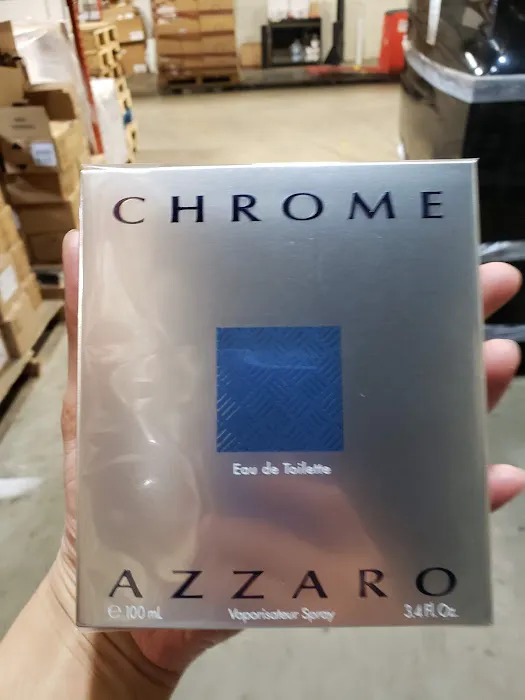 CHROME
Eau de Toilette
AZZARO
℮ 100 mL Vaporisateur Spray 3.4 Fl. Oz.